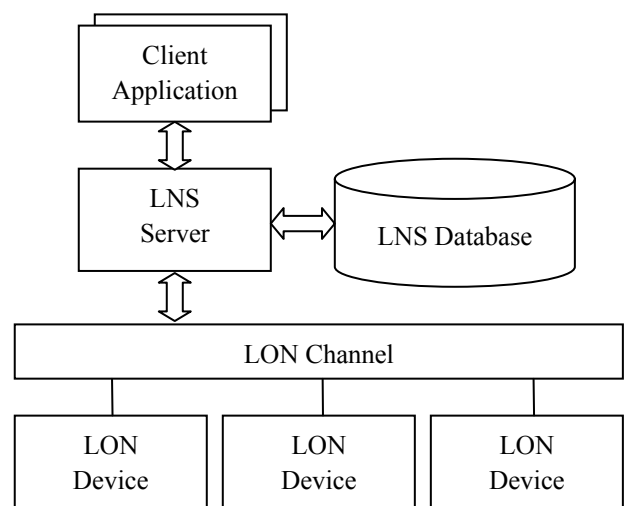 Client
Application
LNS
Server
LNS Database
LON Channel
LON
Device
LON
Device
LON
Device